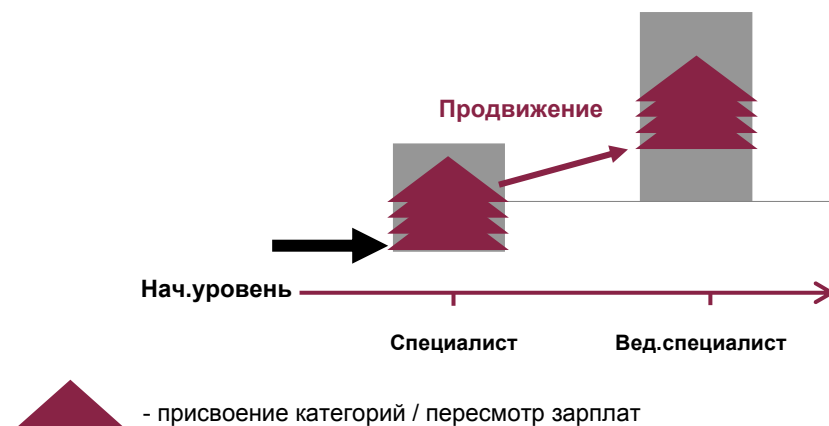 Продвижение
Нач.уровень
Специалист
Вед.специалист
- присвоение категорий / пересмотр зарплат